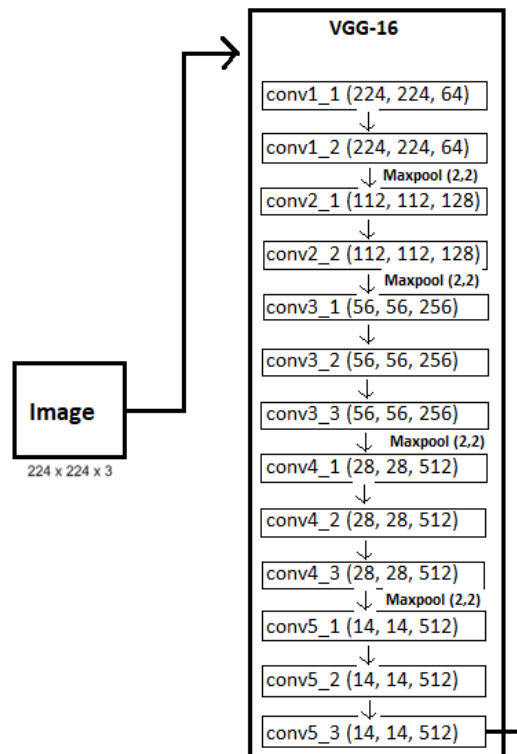 VGG-16
conv1_1 (224, 224, 64)
conv1_2 (224, 224, 64)
Maxpool (2,2)
conv2_1 (112, 112, 128)
conv2_2 (112, 112, 128)
Maxpool (2,2)
conv3_1 (56, 56, 256)
conv3_2 (56, 56, 256)
conv3_3 (56, 56, 256)
Maxpool (2,2)
conv4_1 (28, 28, 512)
conv4_2 (28, 28, 512)
conv4_3 (28, 28, 512)
Maxpool (2,2)
conv5_1 (14, 14, 512)
conv5_2 (14, 14, 512)
conv5_3 (14, 14, 512)
Image
224 x 224 x 3